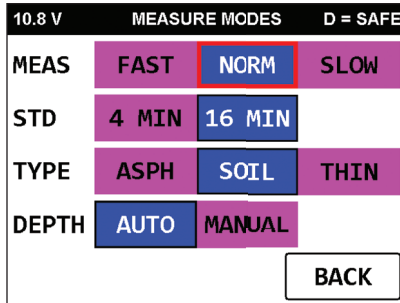 10.8 V MEASURE MODES D = SAFE
MEAS FAST NORM SLOW
STD 4 MIN 16 MIN
TYPE ASPH SOIL THIN
DEPTH AUTO MANUAL
BACK